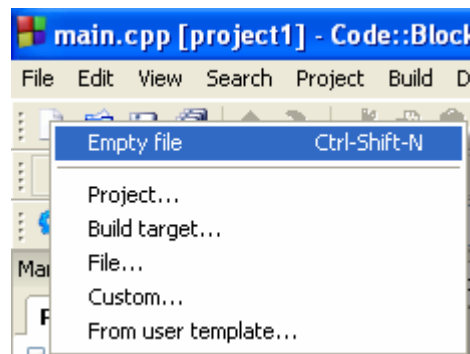 main.cpp [project1] - Code::Block
File Edit View Search Project Build D
Empty file Ctrl-Shift-N
Project...
Build target...
File...
Custom...
From user template...